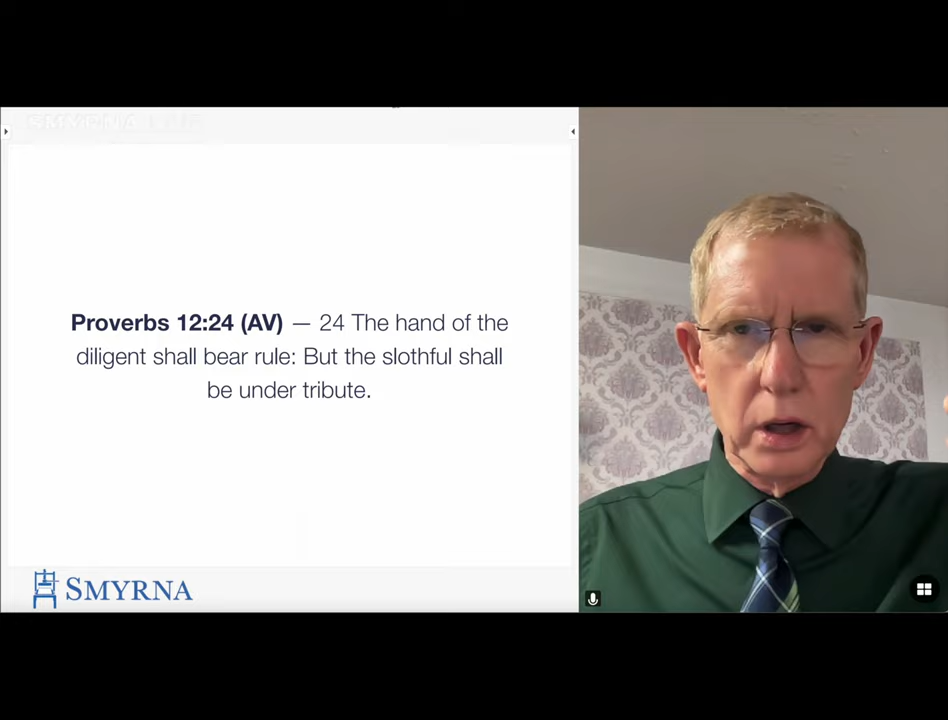 Proverbs 12:24 (AV) — 24 The hand of the
diligent shall bear rule: But the slothful shall
be under tribute.
SMYRNA